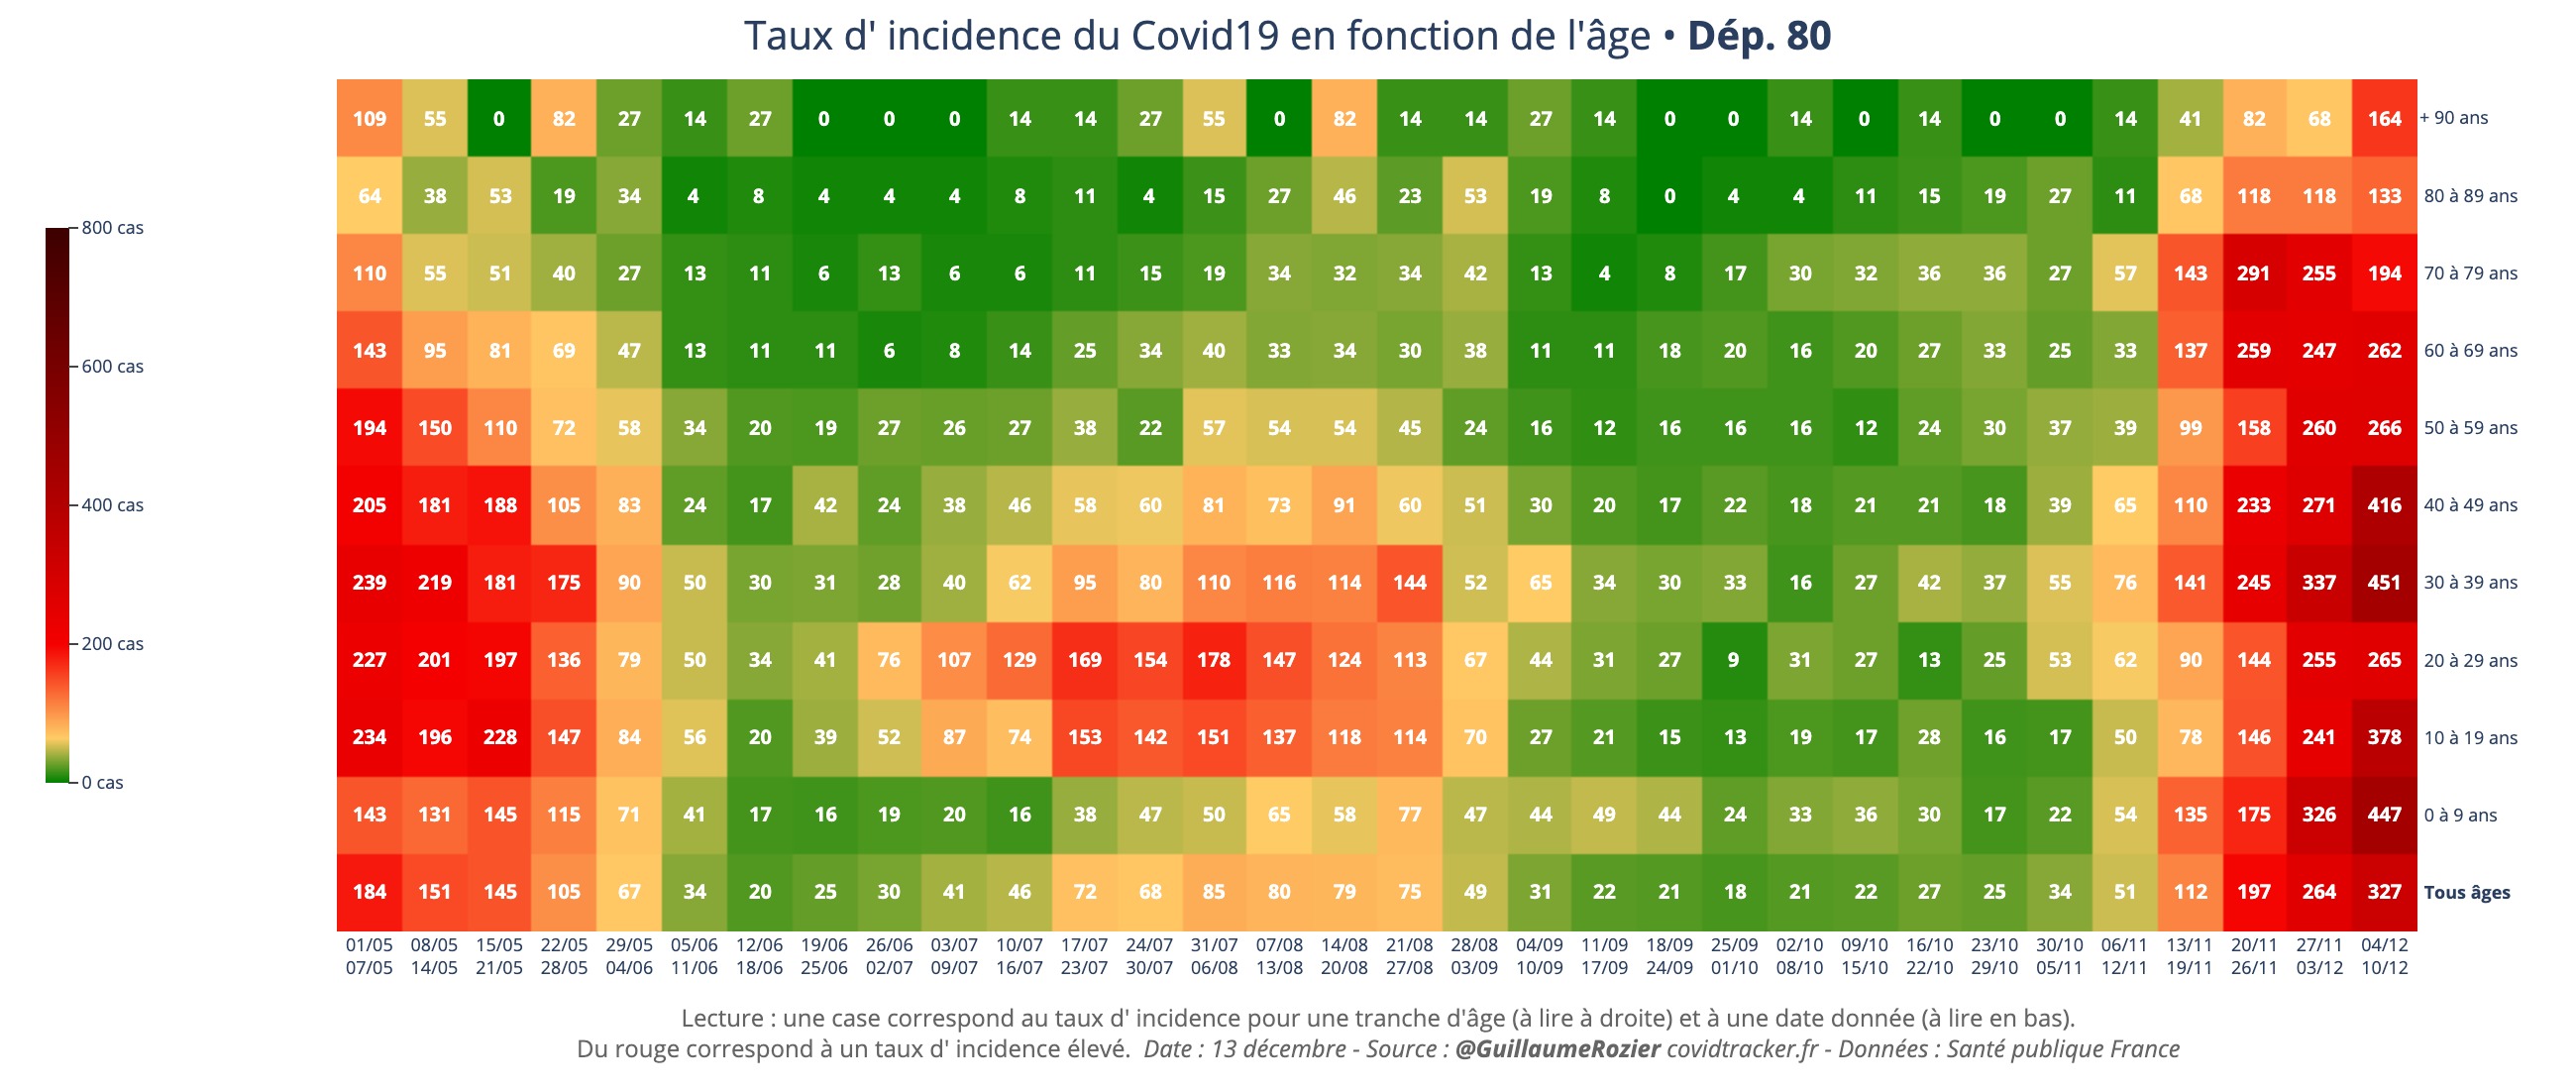 Taux d' incidence du Covid19 en fonction de l'âge • Dép. 80
800 cas
600 cas
400 cas
200 cas
0 cas
109 55 0 82 27 14 27 0 0 0 14 14 27 55 0 82 14 14 27 14 0 0 14 0 14 0 0 14 41 82 68 164 + 90 ans
64 38 53 19 34 4 8 4 4 4 8 11 4 15 27 46 23 53 19 8 0 4 4 11 15 19 27 11 68 118 118 133 80 à 89 ans
110 55 51 40 27 13 11 6 13 6 6 11 15 19 34 32 34 42 13 4 8 17 30 32 36 36 27 57 143 291 255 194 70 à 79 ans
143 95 81 69 47 13 11 11 6 8 14 25 34 40 33 34 30 38 11 11 18 20 16 20 27 33 25 33 137 259 247 262 60 à 69 ans
194 150 110 72 58 34 20 19 27 26 27 38 22 57 54 54 45 24 16 12 16 16 16 12 24 30 37 39 99 158 260 266 50 à 59 ans
205 181 188 105 83 24 17 42 24 38 46 58 60 81 73 91 60 51 30 20 17 22 18 21 21 18 39 65 110 233 271 416 40 à 49 ans
239 219 181 175 90 50 30 31 28 40 62 95 80 110 116 114 144 52 65 34 30 33 16 27 42 37 55 76 141 245 337 451 30 à 39 ans
227 201 197 136 79 50 34 41 76 107 129 169 154 178 147 124 113 67 44 31 27 9 31 27 13 25 53 62 90 144 255 265 20 à 29 ans
234 196 228 147 84 56 20 39 52 87 74 153 142 151 137 118 114 70 27 21 15 13 19 17 28 16 17 50 78 146 241 378 10 à 19 ans
143 131 145 115 71 41 17 16 19 20 16 38 47 50 65 58 77 47 44 49 44 24 33 36 30 17 22 54 135 175 326 447 0 à 9 ans
184 151 145 105 67 34 20 25 30 41 46 72 68 85 80 79 75 49 31 22 21 18 21 22 27 25 34 51 112 197 264 327 Tous âges
01/05 08/05 15/05 22/05 29/05 05/06 12/06 19/06 26/06 03/07 10/07 17/07 24/07 31/07 07/08 14/08 21/08 28/08 04/09 11/09 18/09 25/09 02/10 09/10 16/10 23/10 30/10 06/11 13/11 20/11 27/11 04/12
07/05 14/05 21/05 28/05 04/06 11/06 18/06 25/06 02/07 09/07 16/07 23/07 30/07 06/08 13/08 20/08 27/08 03/09 10/09 17/09 24/09 01/10 08/10 15/10 22/10 29/10 05/11 12/11 19/11 26/11 03/12 10/12
Lecture : une case correspond au taux d' incidence pour une tranche d'âge (à lire à droite) et à une date donnée (à lire en bas).
Du rouge correspond à un taux d' incidence élevé. Date : 13 décembre - Source : @GuillaumeRozier covidtracker.fr - Données : Santé publique France